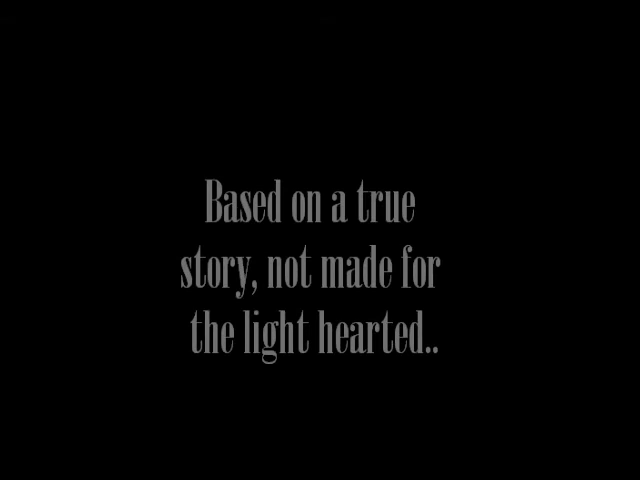 Based on a true
story, not made for
the light hearted..